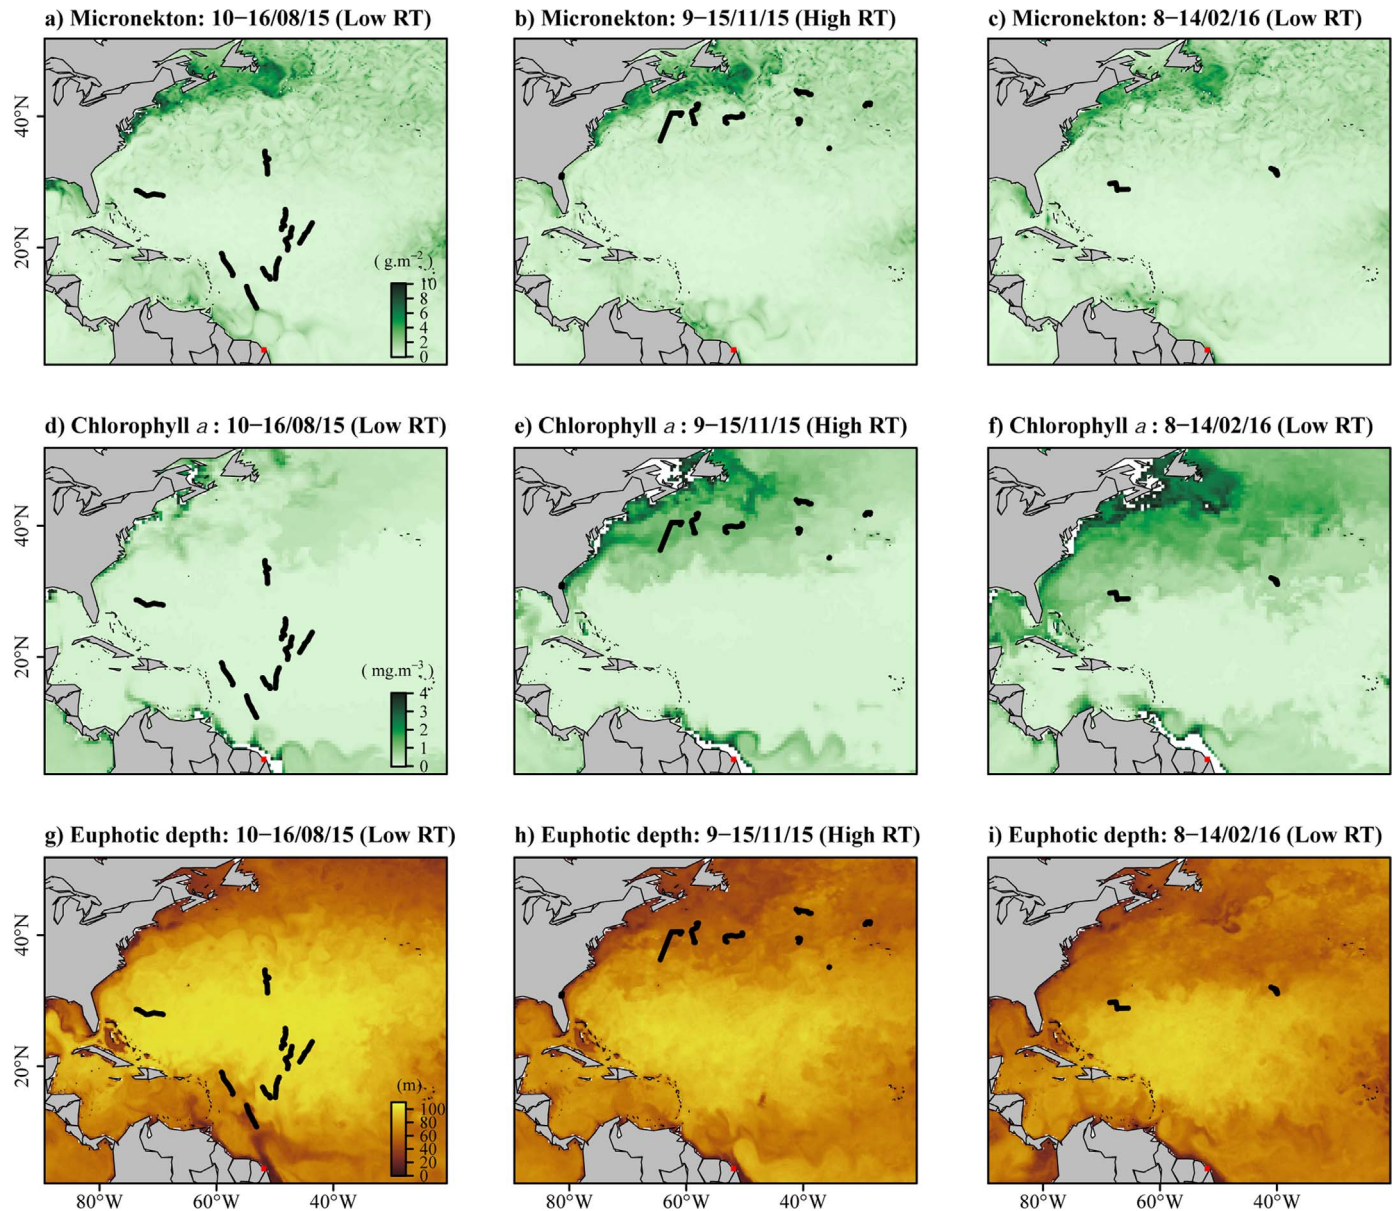 a) Micronekton: 10−16/08/15 (Low RT)
b) Micronekton: 9−15/11/15 (High RT)
c) Micronekton: 8−14/02/16 (Low RT)
40°N
20°N
( g.m⁻² )
10
8
6
4
2
0
d) Chlorophyll a : 10−16/08/15 (Low RT)
e) Chlorophyll a : 9−15/11/15 (High RT)
f) Chlorophyll a : 8−14/02/16 (Low RT)
40°N
20°N
( mg.m⁻³ )
4
3
2
1
0
g) Euphotic depth: 10−16/08/15 (Low RT)
h) Euphotic depth: 9−15/11/15 (High RT)
i) Euphotic depth: 8−14/02/16 (Low RT)
40°N
20°N
(m)
100
80
60
40
20
0
80°W 60°W 40°W 80°W 60°W 40°W 80°W 60°W 40°W